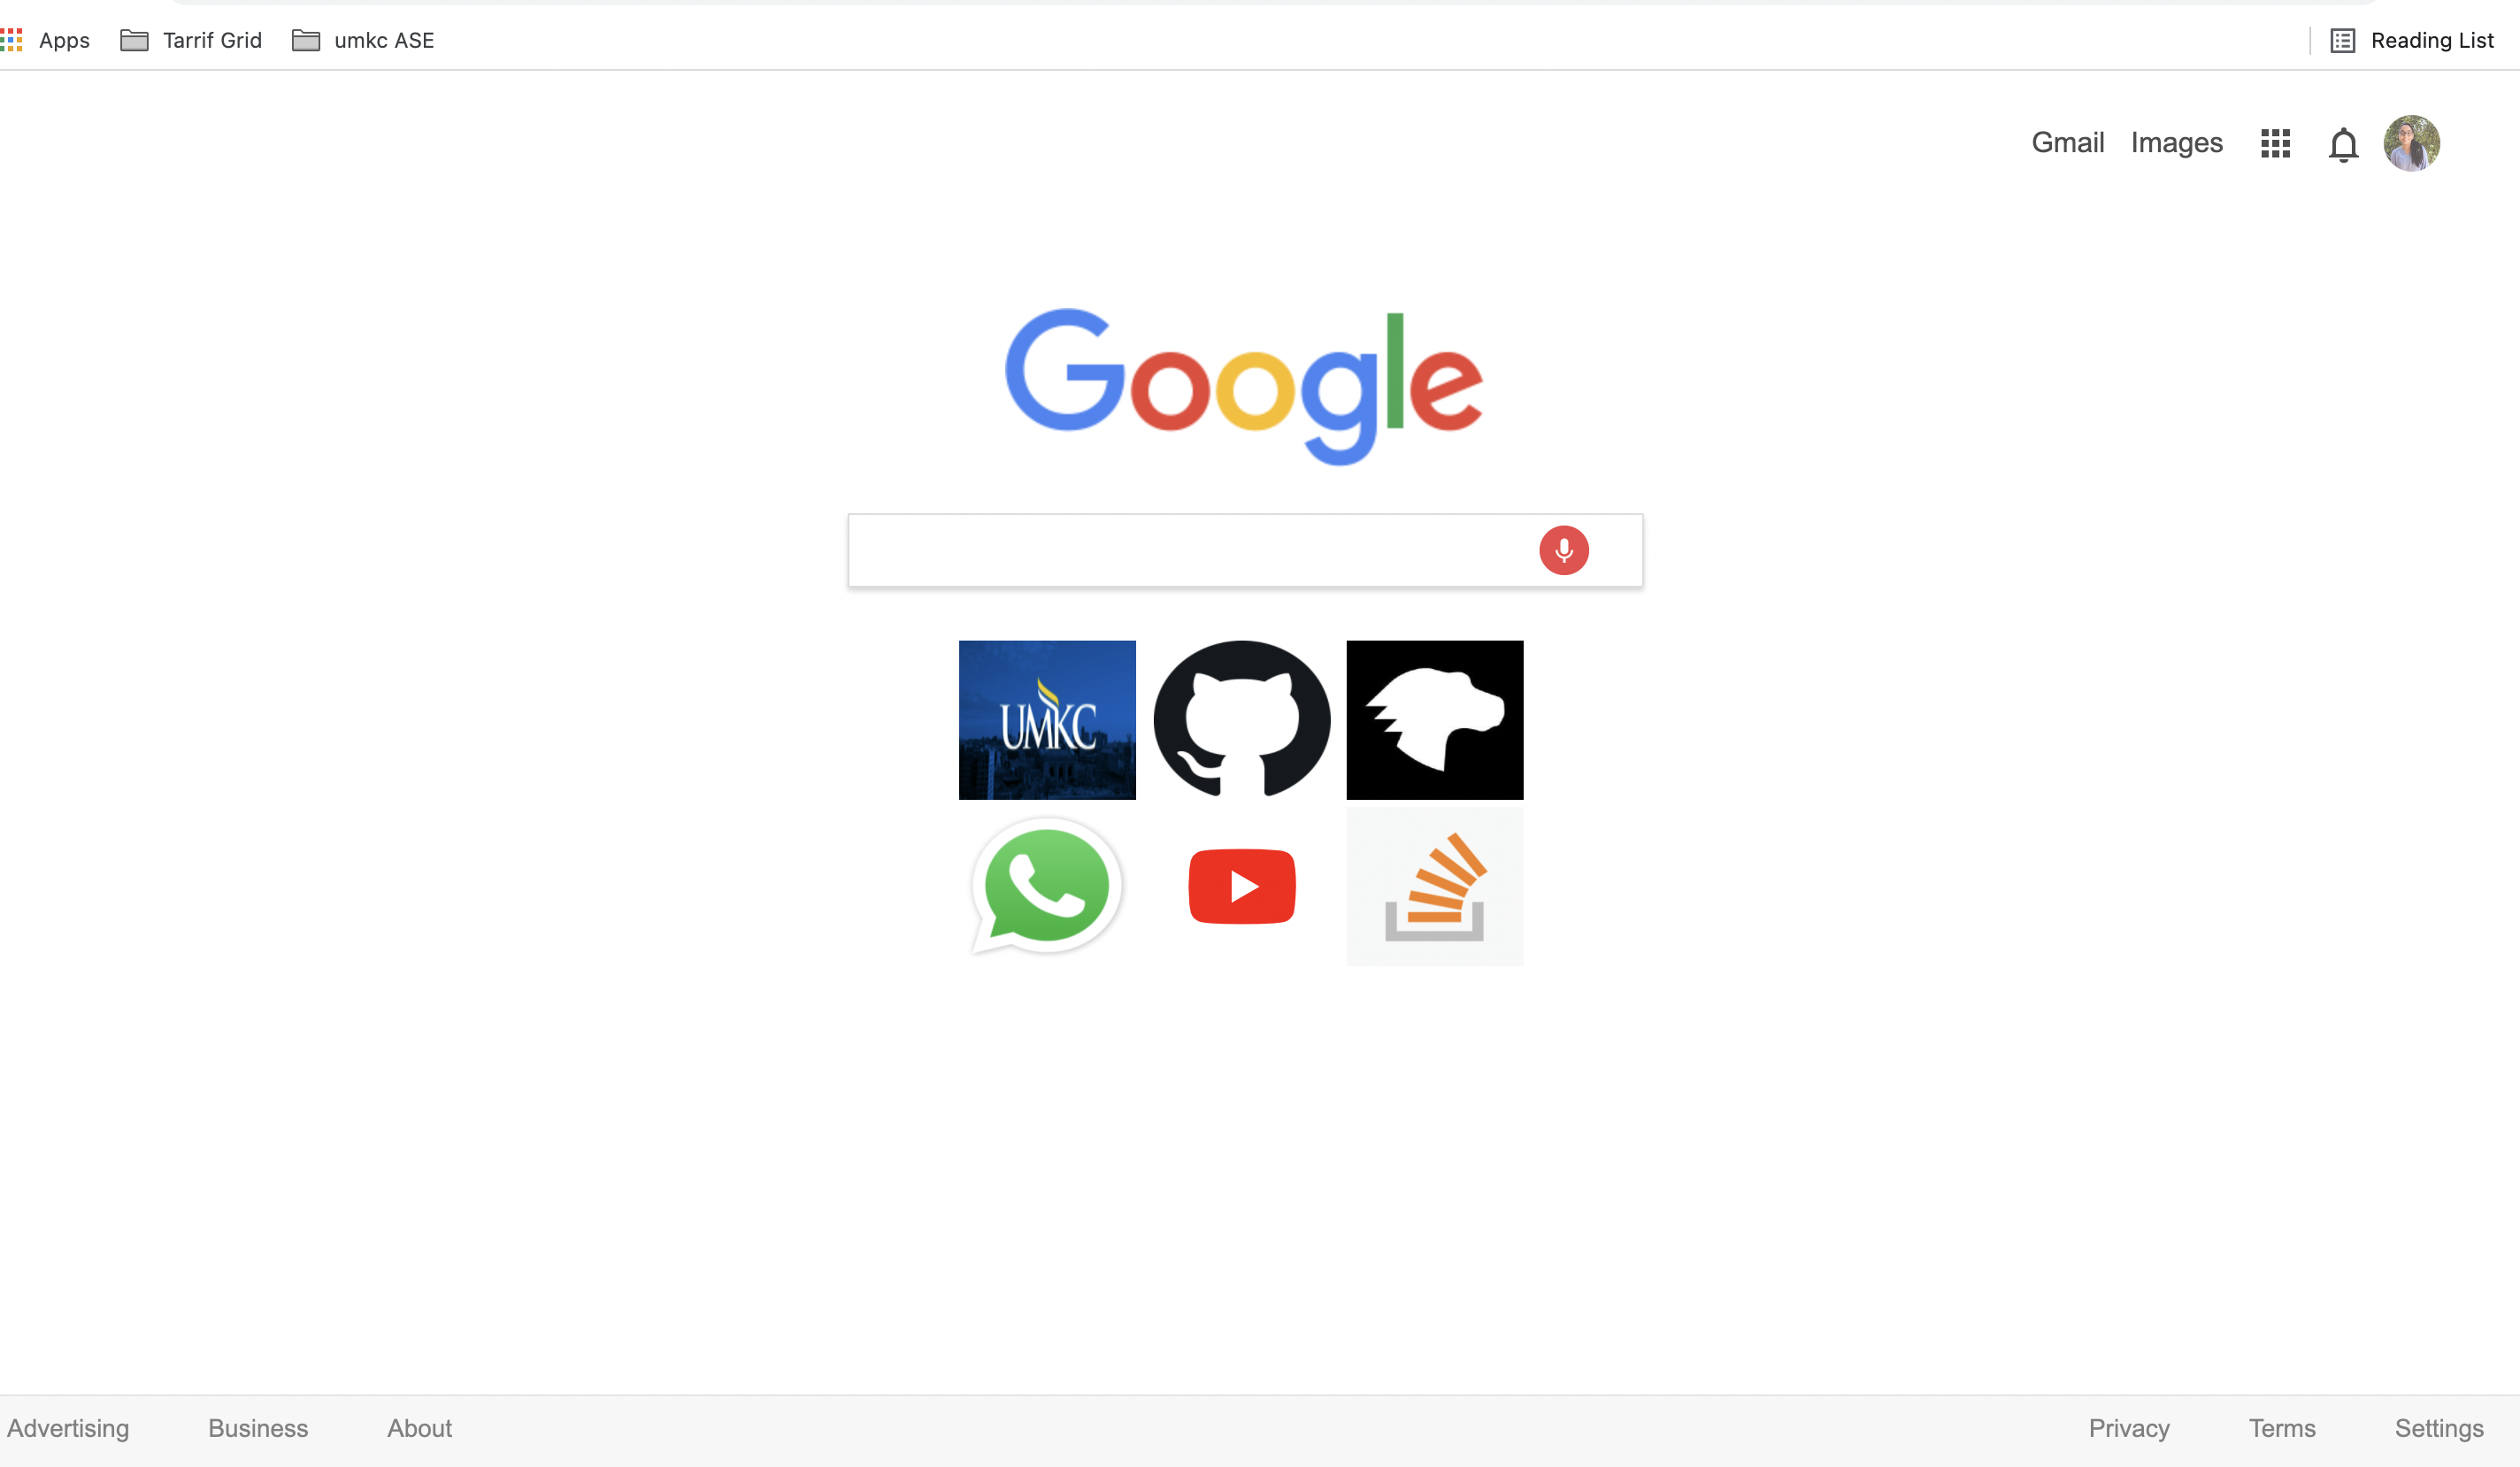 Apps Tarrif Grid umkc ASE Reading List
Gmail Images
Google
UMKC
Advertising Business About Privacy Terms Settings